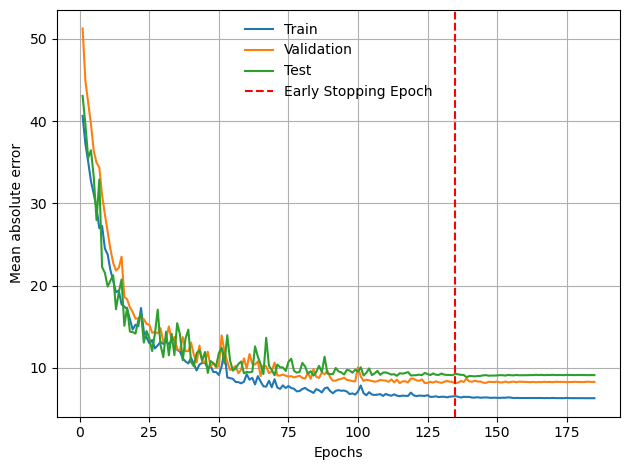 Train
Validation
Test
Early Stopping Epoch
Mean absolute error
50
40
30
20
10
0 25 50 75 100 125 150 175
Epochs